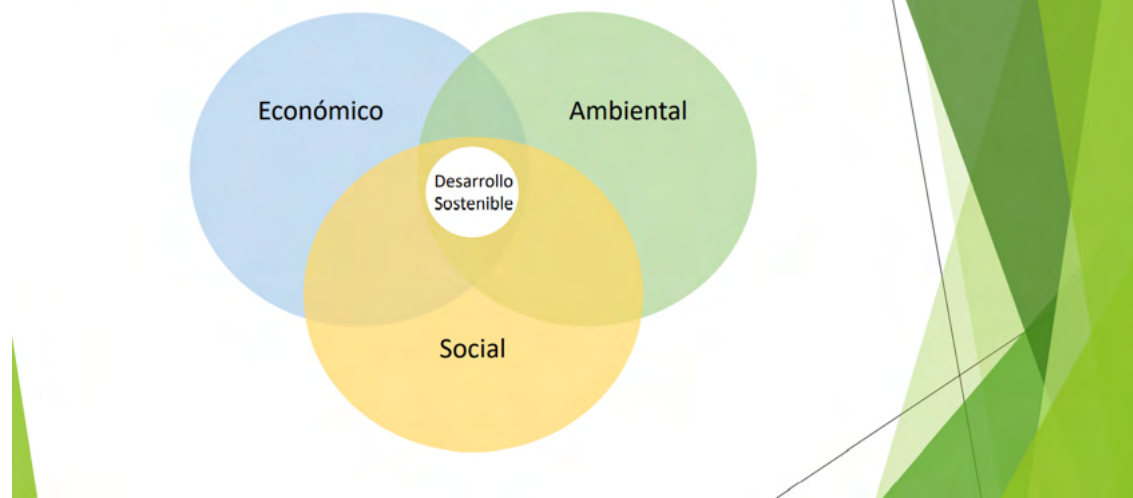 Económico
Ambiental
Desarrollo
Sostenible
Social